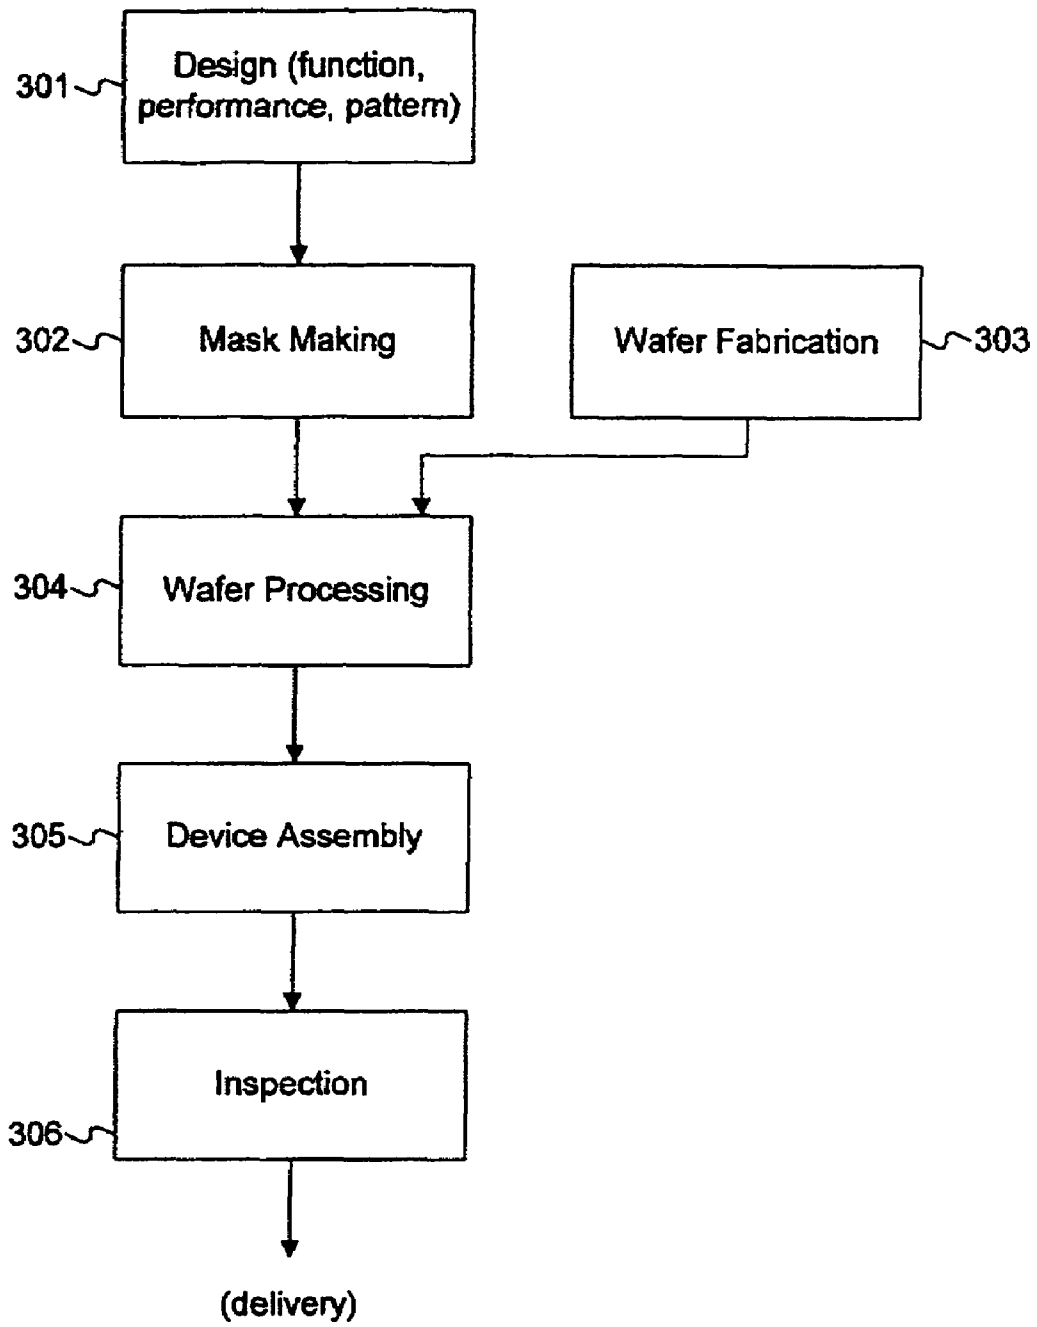 301
Design (function,
performance, pattern)
302
Mask Making
Wafer Fabrication
303
304
Wafer Processing
305
Device Assembly
Inspection
306
(delivery)